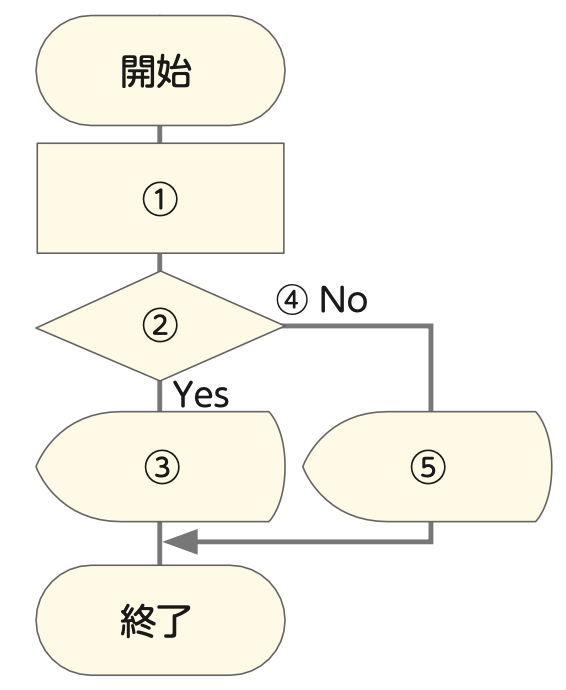 開始
①
②
④ No
Yes
③
⑤
終了